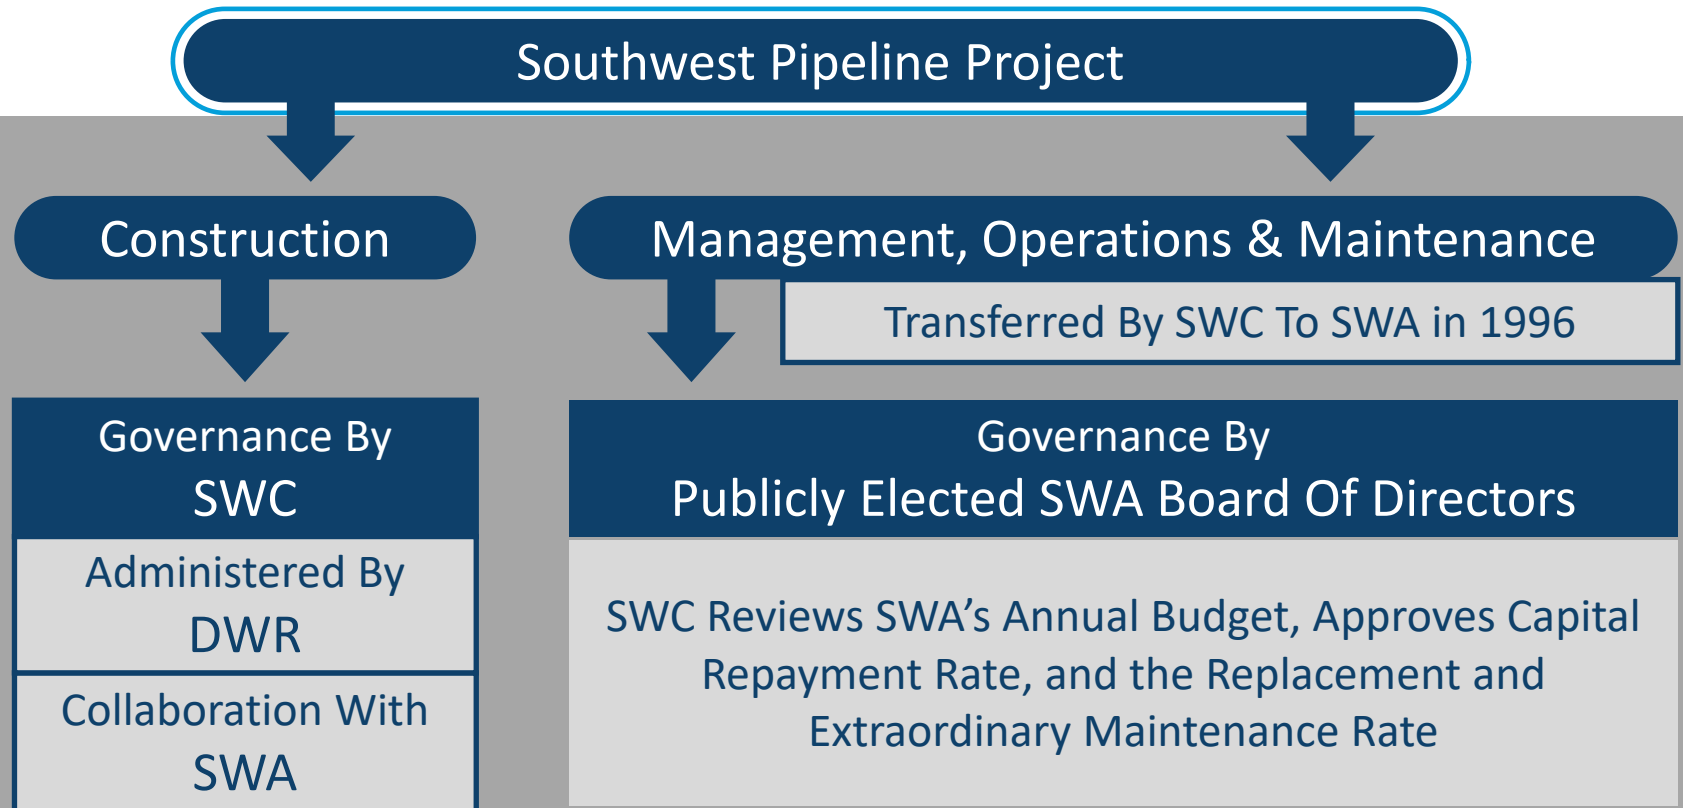 Southwest Pipeline Project
Construction
Management, Operations & Maintenance
Transferred By SWC To SWA in 1996
Governance By
SWC
Administered By
DWR
Collaboration With
SWA
Governance By
Publicly Elected SWA Board Of Directors
SWC Reviews SWA’s Annual Budget, Approves Capital
Repayment Rate, and the Replacement and
Extraordinary Maintenance Rate